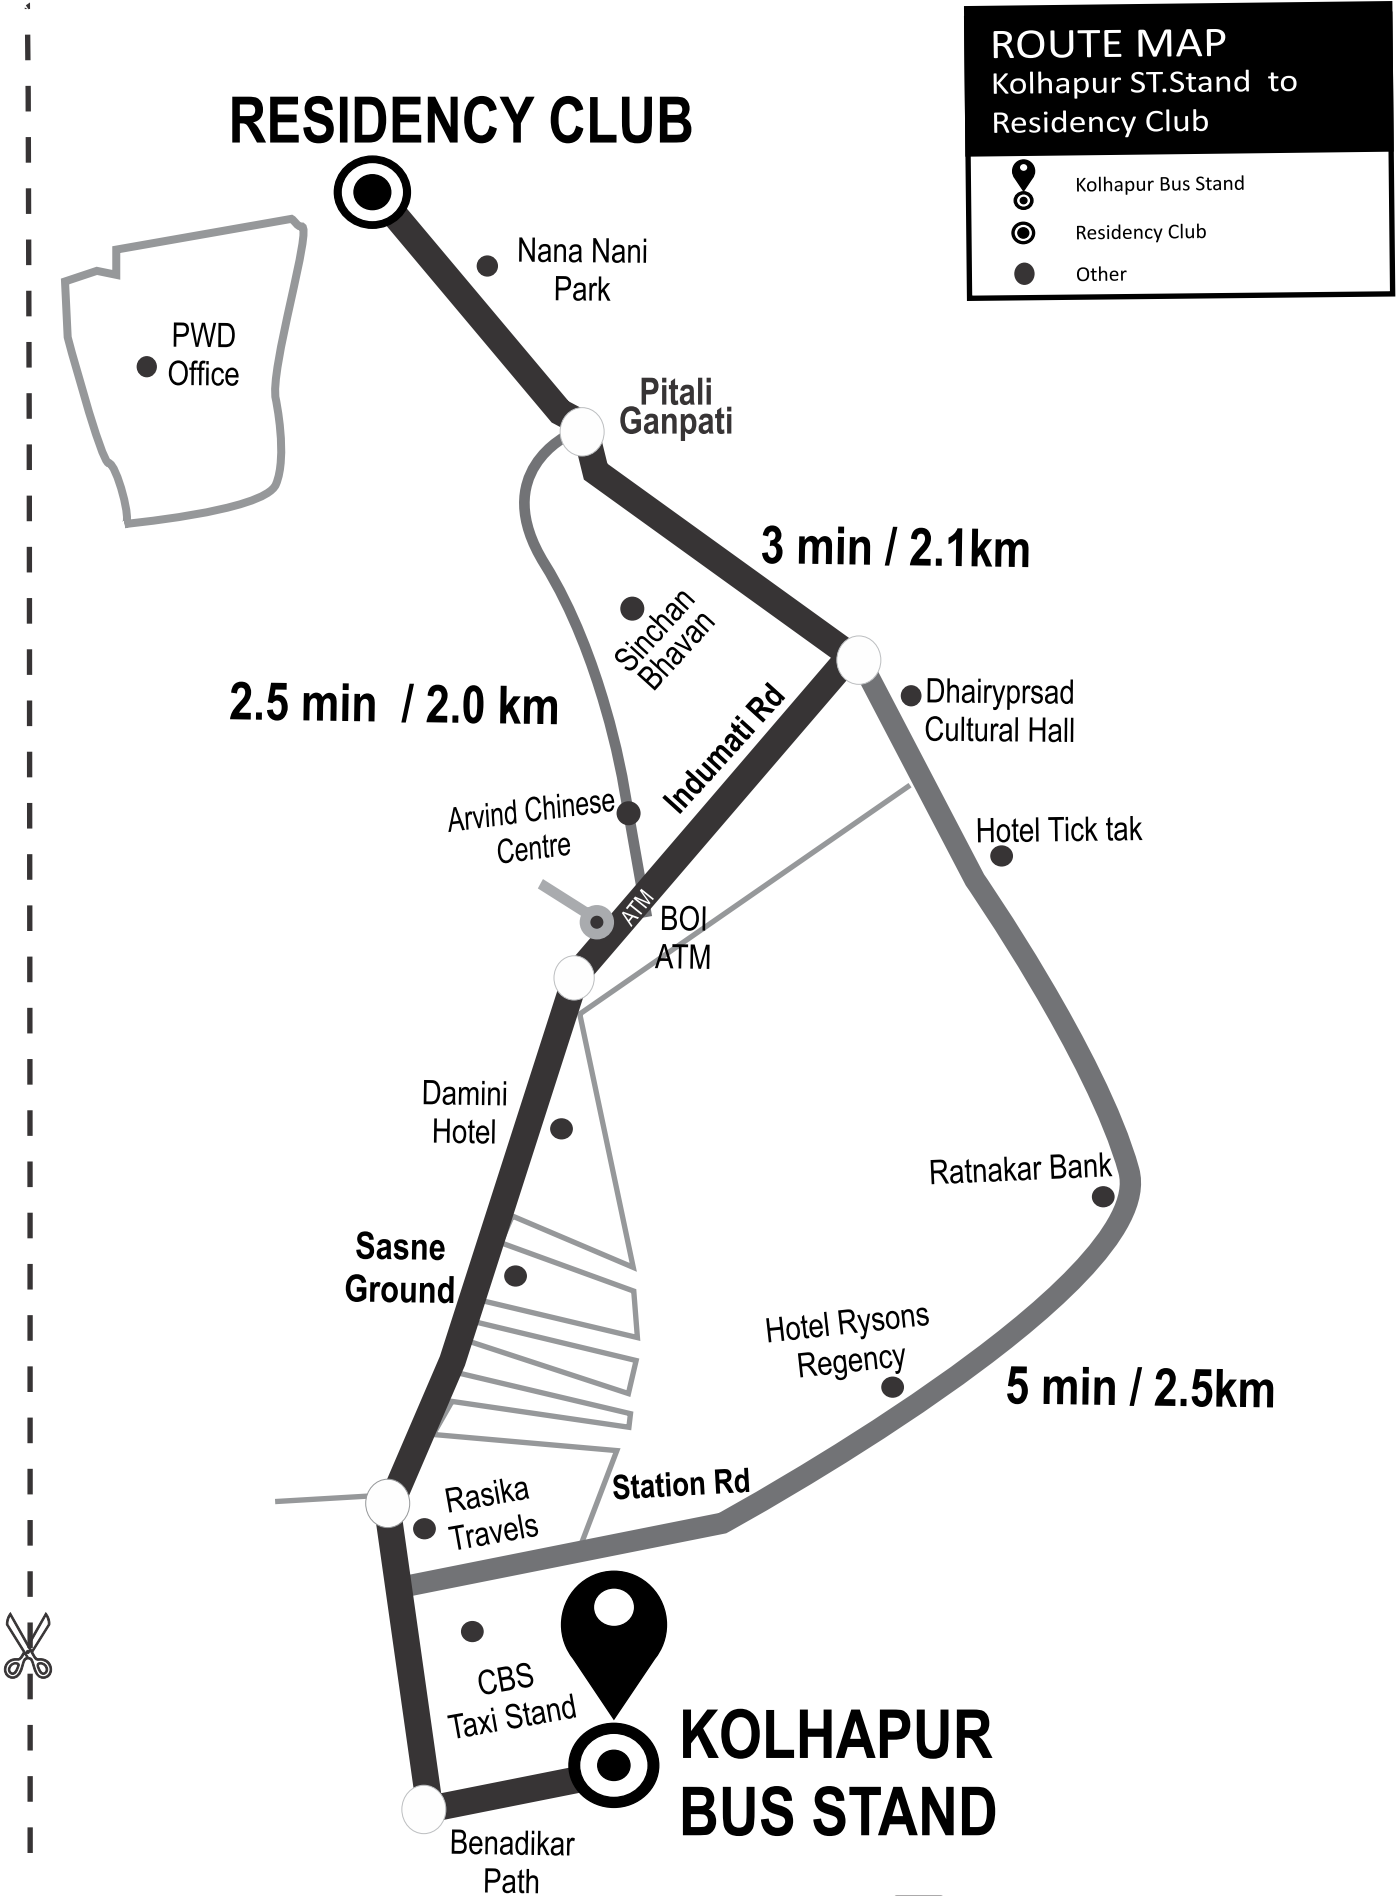 ROUTE MAP
Kolhapur ST.Stand to
Residency Club
Kolhapur Bus Stand
Residency Club
Other
RESIDENCY CLUB
Nana Nani
Park
PWD
Office
Pitali
Ganpati
3 min / 2.1km
Sinchan
Bhavan
2.5 min / 2.0 km
Indumati Rd
Dhairyprsad
Cultural Hall
Arvind Chinese
Centre
Hotel Tick tak
ATM
BOI
ATM
Damini
Hotel
Ratnakar Bank
Sasne
Ground
Hotel Rysons
Regency
5 min / 2.5km
Station Rd
Rasika
Travels
CBS
Taxi Stand
KOLHAPUR
BUS STAND
Benadikar
Path